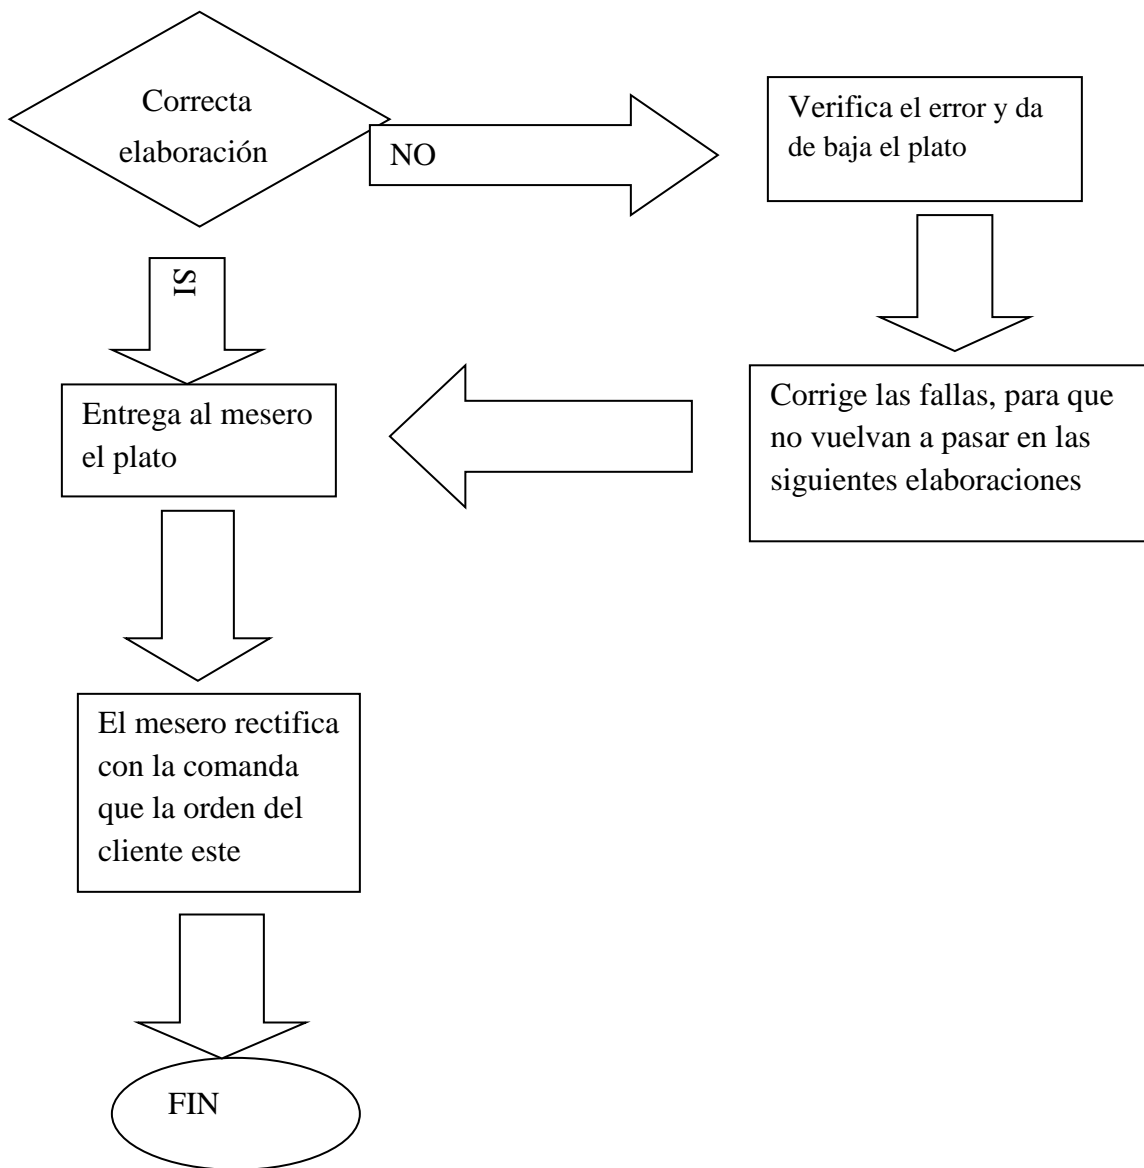 Correcta
elaboración
NO
Verifica el error y da
de baja el plato
SI
Corrige las fallas, para que
no vuelvan a pasar en las
siguientes elaboraciones
Entrega al mesero
el plato
El mesero rectifica
con la comanda
que la orden del
cliente este
FIN